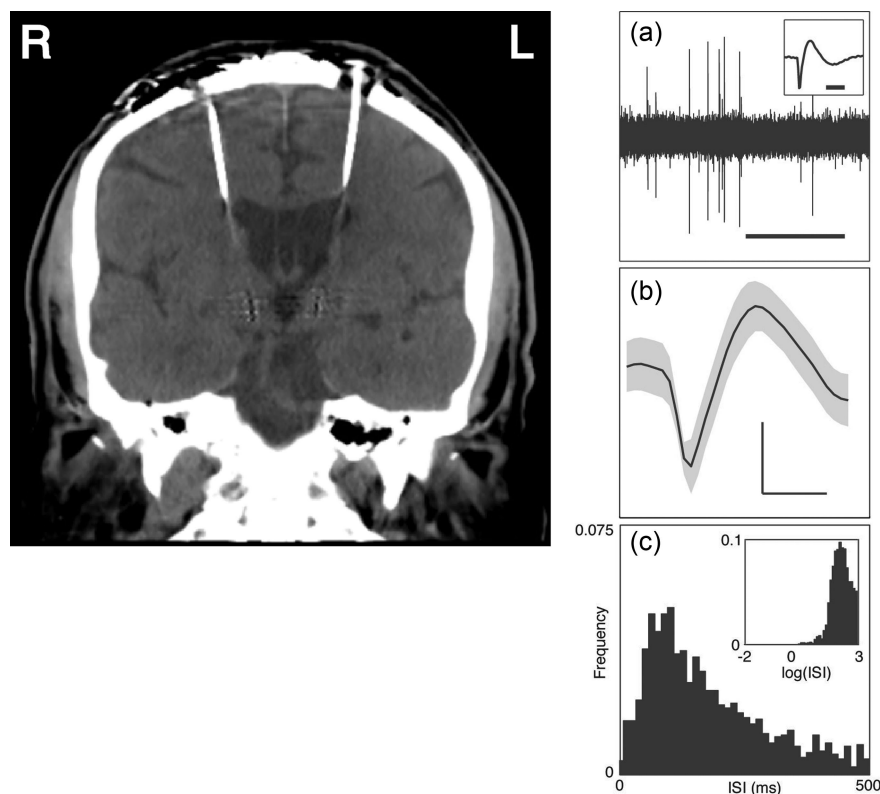 R
L
(a)
(b)
(c)
0.075
Frequency
0
0
ISI (ms)
500
0.1
0
-2
0
3
log(ISI)